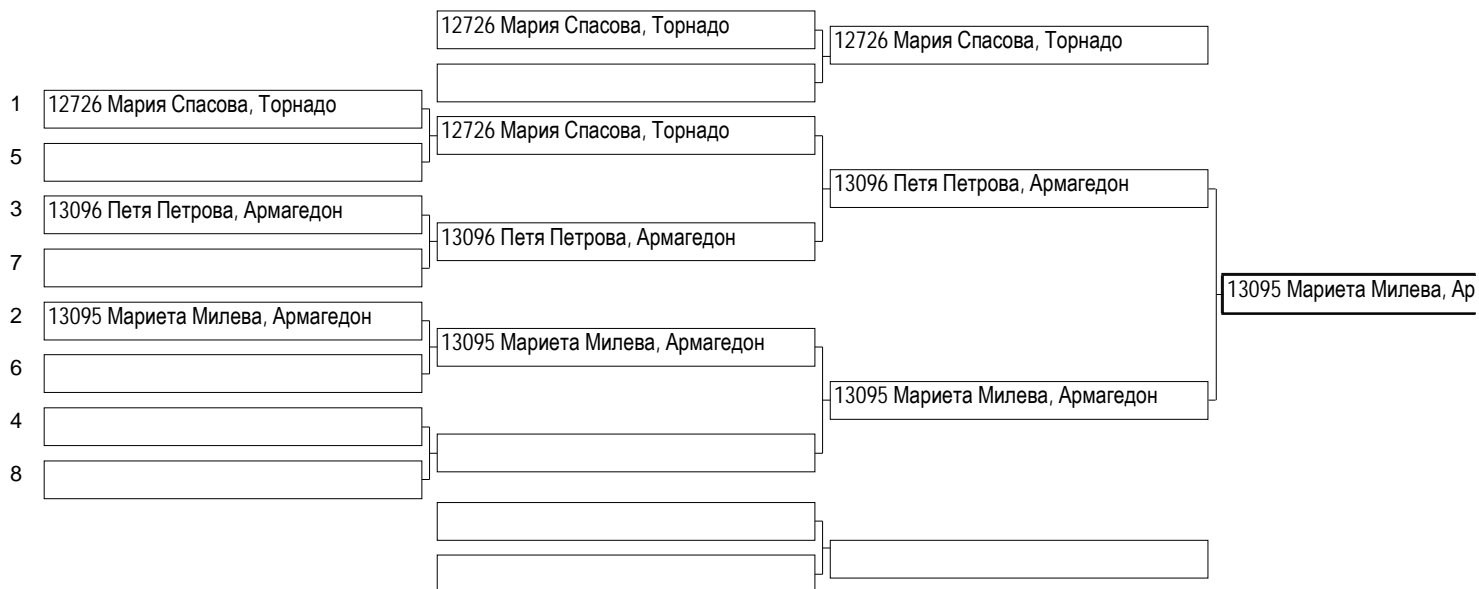 12726 Мария Спасова, Торнадо
12726 Мария Спасова, Торнадо
1 12726 Мария Спасова, Торнадо
12726 Мария Спасова, Торнадо
5
13096 Петя Петрова, Армагедон
3 13096 Петя Петрова, Армагедон
13096 Петя Петрова, Армагедон
7
13095 Мариета Милева, Ар
2 13095 Мариета Милева, Армагедон
13095 Мариета Милева, Армагедон
6
13095 Мариета Милева, Армагедон
4
8